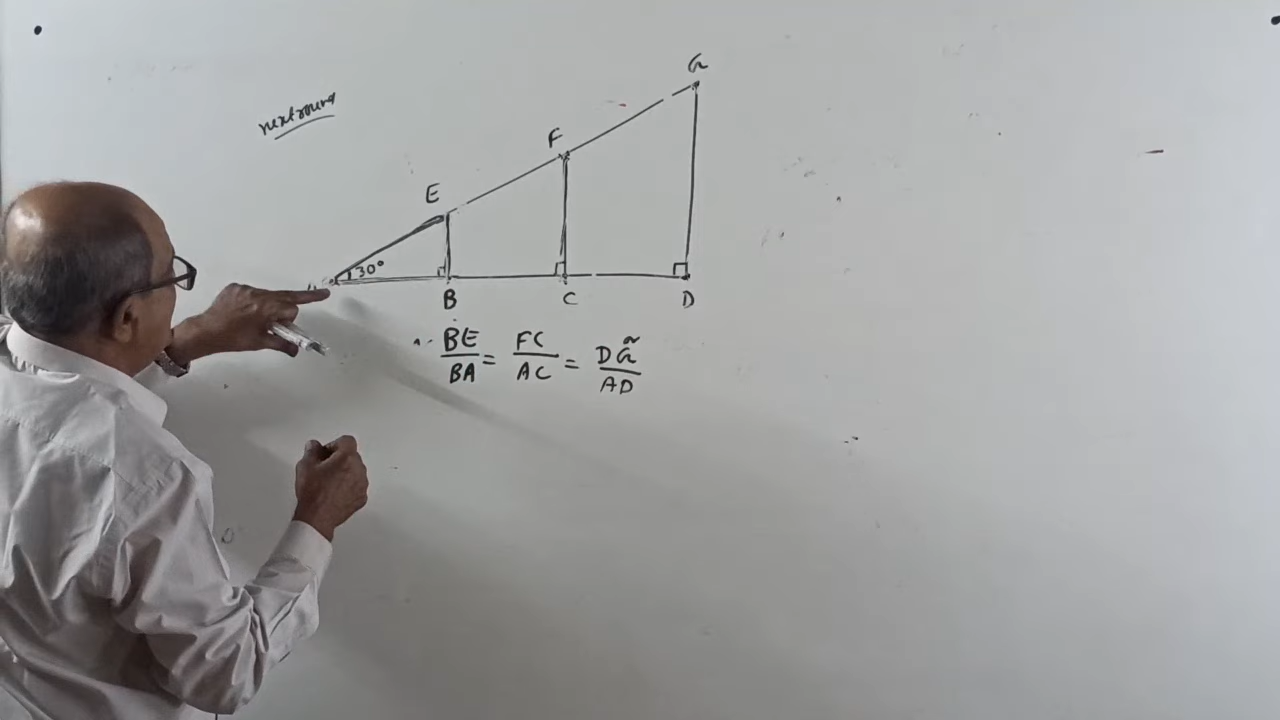 G
F
E
30°
B C D
∴ BE/BA = FC/AC = DG/AD